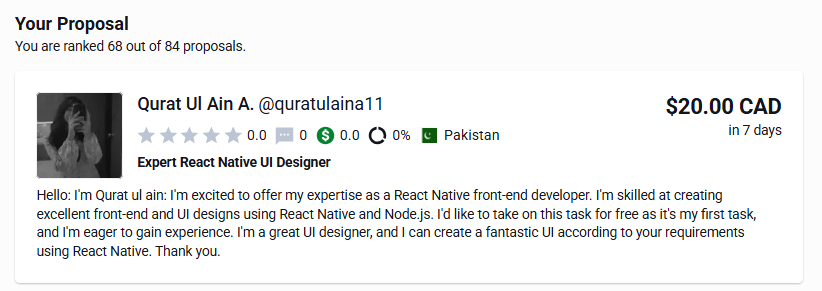 Your Proposal
You are ranked 68 out of 84 proposals.
Qurat Ul Ain A. @quratulaina11
$20.00 CAD
0.0 0 0.0 0% Pakistan
in 7 days
Expert React Native UI Designer
Hello: I'm Qurat ul ain: I'm excited to offer my expertise as a React Native front-end developer. I'm skilled at creating
excellent front-end and UI designs using React Native and Node.js. I'd like to take on this task for free as it's my first task,
and I'm eager to gain experience. I'm a great UI designer, and I can create a fantastic UI according to your requirements
using React Native. Thank you.